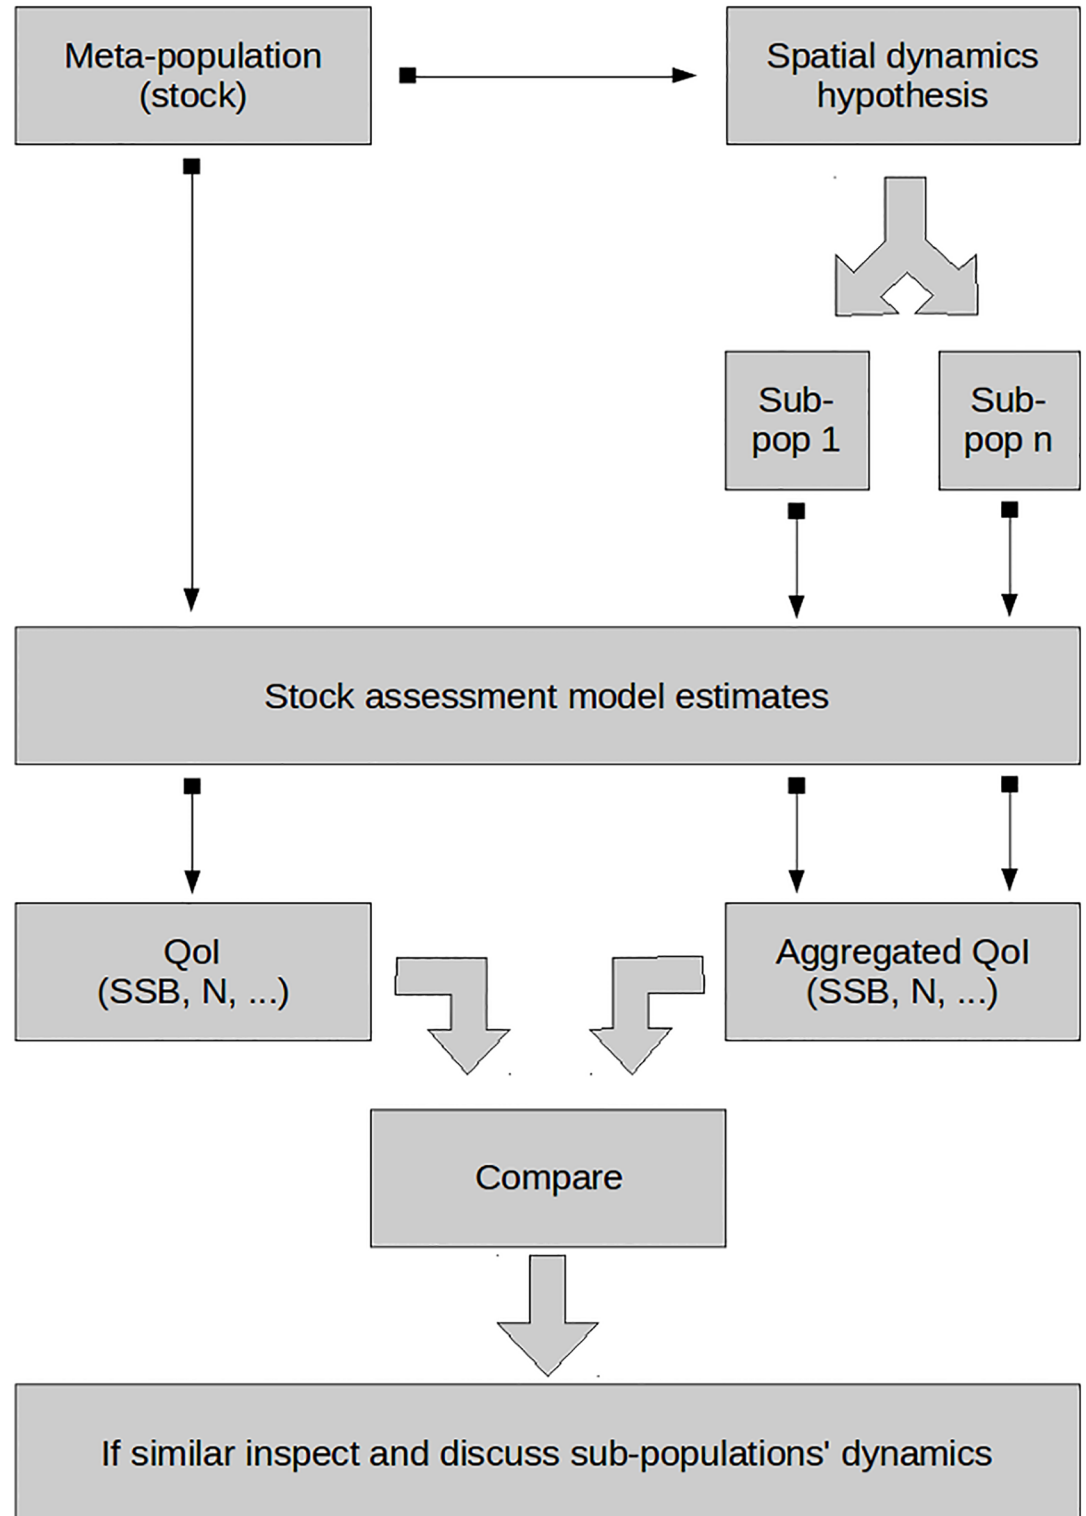 Meta-population
(stock)
Spatial dynamics
hypothesis
Sub-
pop 1
Sub-
pop n
Stock assessment model estimates
QoI
(SSB, N, ...)
Aggregated QoI
(SSB, N, ...)
Compare
If similar inspect and discuss sub-populations' dynamics